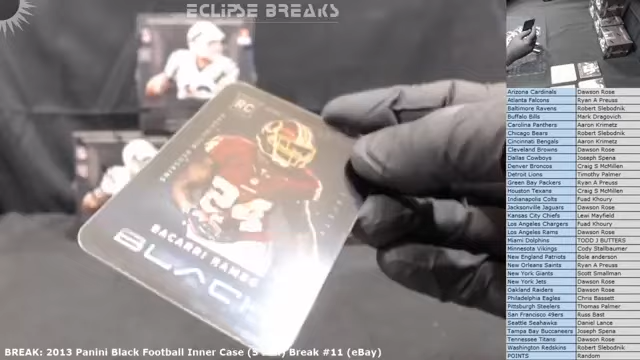 ECLIPSE BREAKS
RC
24
BACARRI RAMBO
BLACK
Arizona Cardinals Dawson Rose
Atlanta Falcons Ryan A Preuss
Baltimore Ravens Robert Slebodnik
Buffalo Bills Mark Dragovich
Carolina Panthers Aaron Krimetz
Chicago Bears Robert Slebodnik
Cincinnati Bengals Aaron Krimetz
Cleveland Browns Dawson Rose
Dallas Cowboys Joseph Spena
Denver Broncos Craig S McMillen
Detroit Lions Timothy Palmer
Green Bay Packers Ryan A Preuss
Houston Texans Craig S McMillen
Indianapolis Colts Fuad Khoury
Jacksonville Jaguars Dawson Rose
Kansas City Chiefs Lewi Mayfield
Los Angeles Chargers Fuad Khoury
Los Angeles Rams Dawson Rose
Miami Dolphins TODD J BUTTERS
Minnesota Vikings Cody Stallbaumer
New England Patriots Bole anderson
New Orleans Saints Ryan A Preuss
New York Giants Scott Smallman
New York Jets Dawson Rose
Oakland Raiders Dawson Rose
Philadelphia Eagles Chris Bassett
Pittsburgh Steelers Thomas Palmer
San Francisco 49ers Russ Bast
Seattle Seahawks Daniel Lance
Tampa Bay Buccaneers Joseph Spena
Tennessee Titans Dawson Rose
Washington Redskins Robert Slebodnik
POINTS Random
BREAK: 2013 Panini Black Football Inner Case (5 Box) Break #11 (eBay)